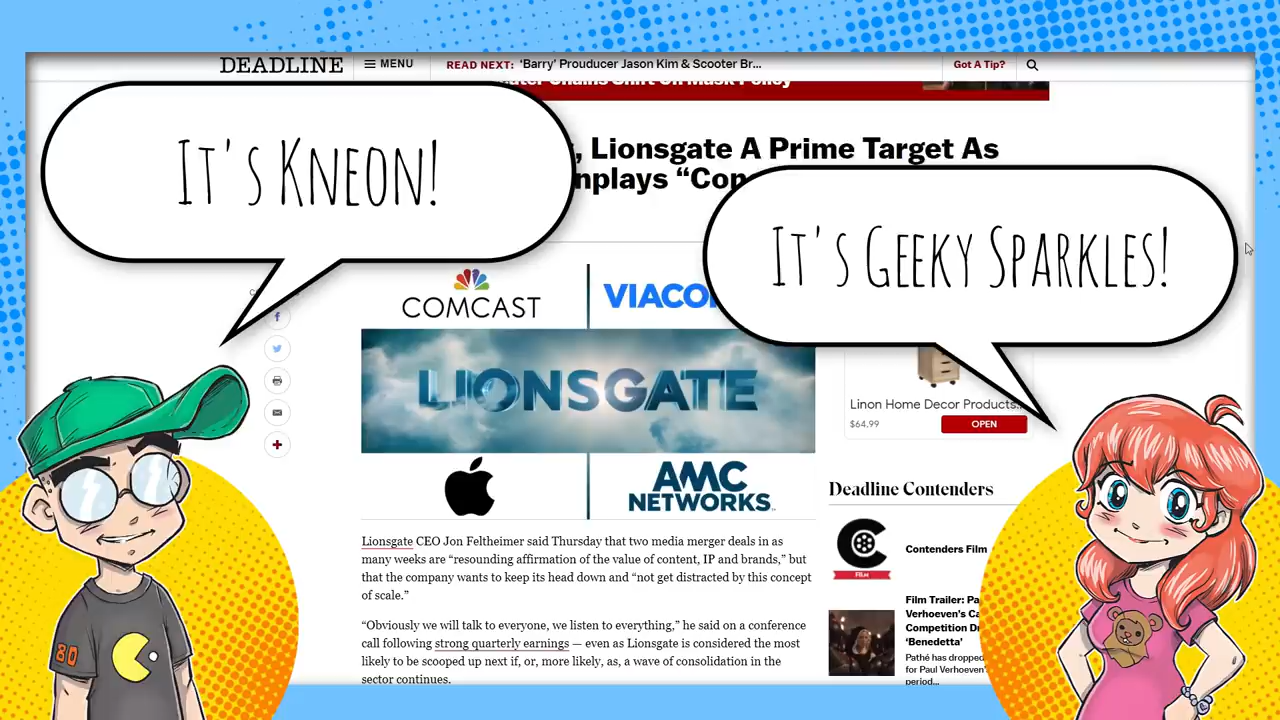 DEADLINE
MENU
READ NEXT: 'Barry' Prouducer Jason Kim & Scooter Br...
Got A Tip?
Chains Shift On Mask Policy
It's Kneon!
Lionsgate A Prime Target As
nplays “Con
It's Geeky Sparkles!
COMCAST
VIACO
LIONSGATE
AMC
NETWORKS
Linon Home Decor Products...
$64.99
OPEN
Deadline Contenders
FILM
Contenders Film
Film Trailer: Pa
Verhoeven's Ca
Competition Dr
‘Benedetta’
Pathé has dropped
for Paul Verhoeven'
period...
Lionsgate CEO Jon Feltheimer said Thursday that two media merger deals in as
many weeks are “resounding affirmation of the value of content, IP and brands,” but
that the company wants to keep its head down and “not get distracted by this concept
of scale.”
“Obviously we will talk to everyone, we listen to everything,” he said on a conference
call following strong quarterly earnings — even as Lionsgate is considered the most
likely to be scooped up next if, or, more likely, as, a wave of consolidation in the
sector continues.
80